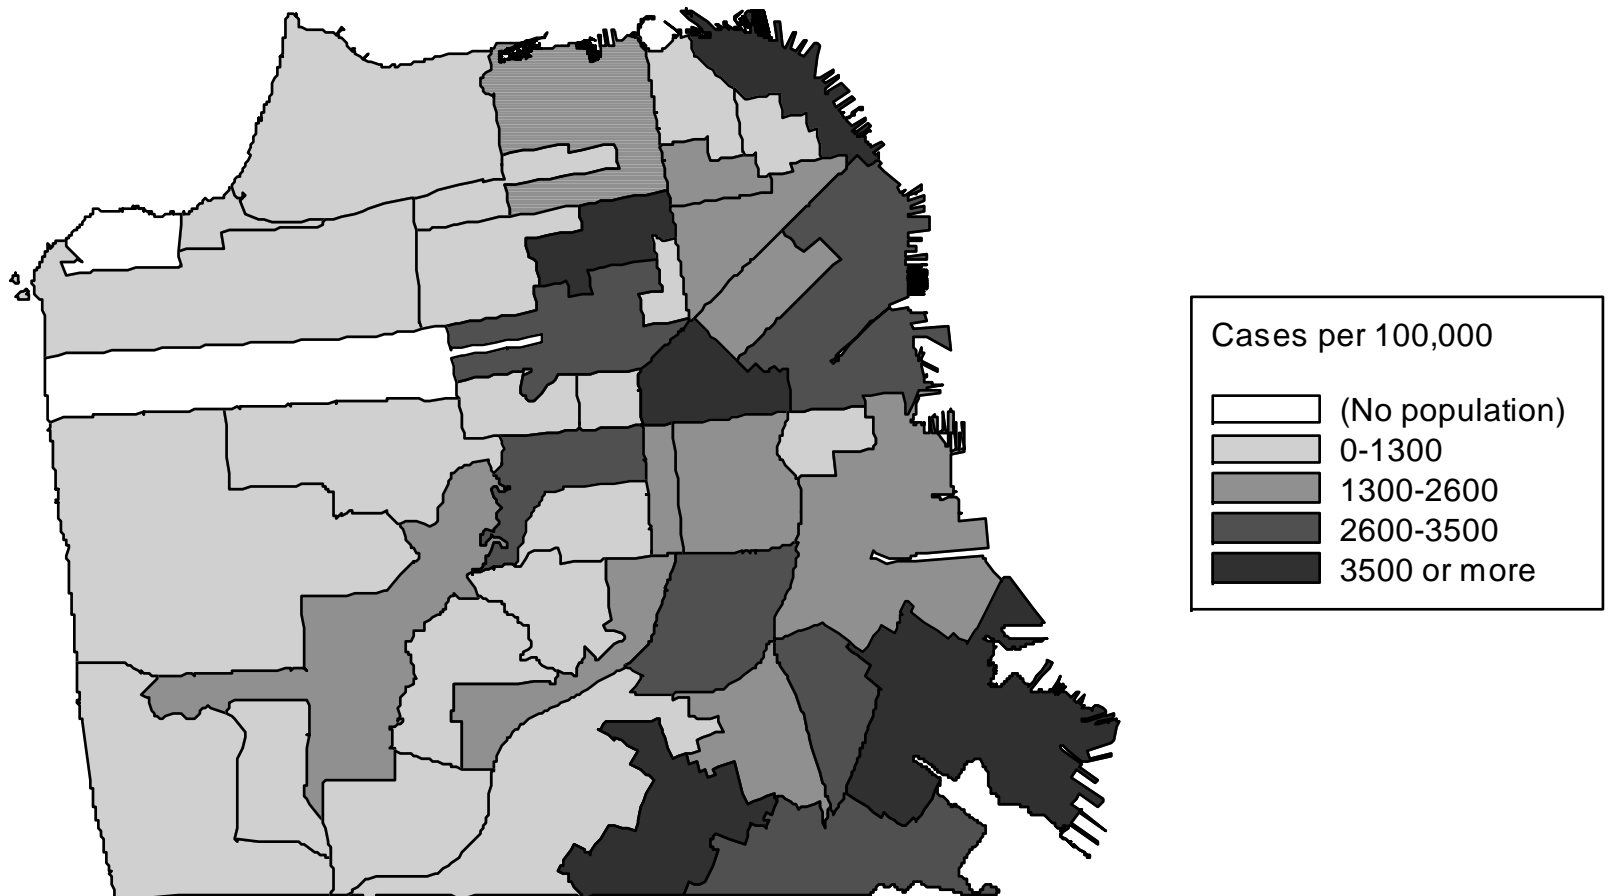 Cases per 100,000
(No population)
0-1300
1300-2600
2600-3500
3500 or more